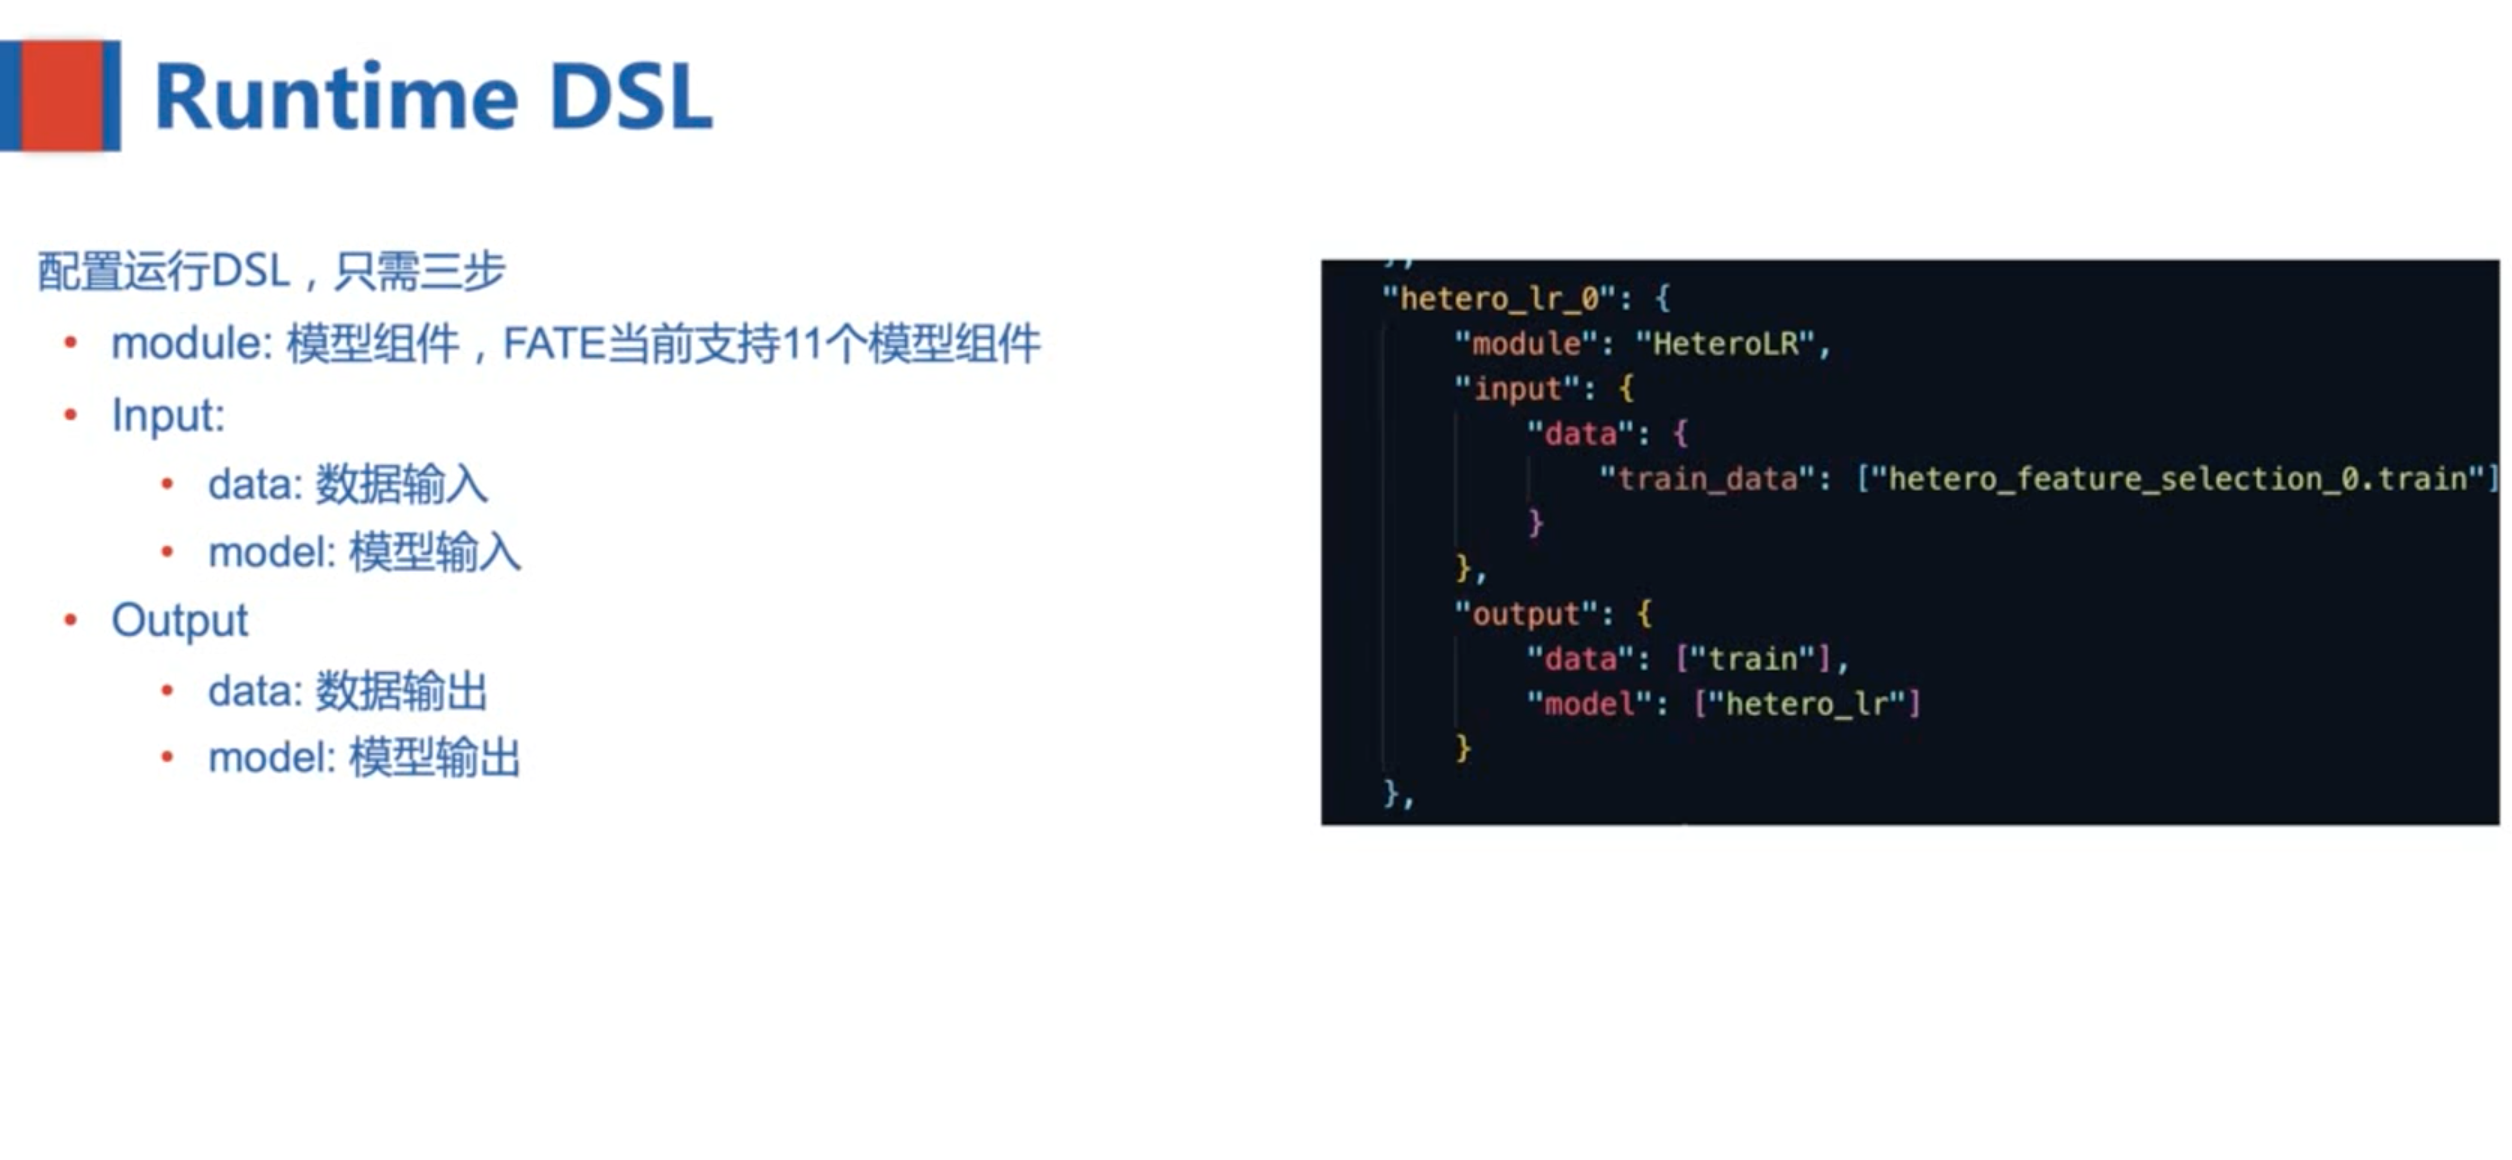 Runtime DSL
配置运行DSL，只需三步
• module: 模型组件，FATE当前支持11个模型组件
• Input:
• data: 数据输入
• model: 模型输入
• Output
• data: 数据输出
• model: 模型输出
},
"hetero_lr_0": {
"module": "HeteroLR",
"input": {
"data": {
"train_data": ["hetero_feature_selection_0.train"]
}
},
"output": {
"data": ["train"],
"model": ["hetero_lr"]
}
},